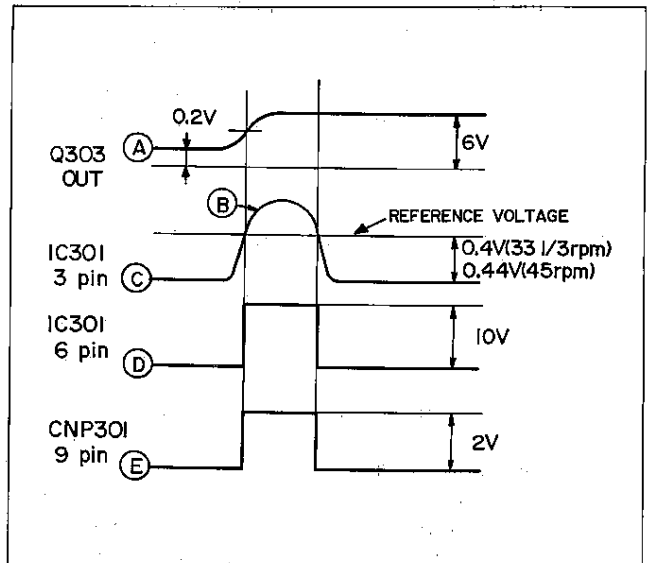 0.2V
Q303 OUT
A
6V
B
REFERENCE VOLTAGE
IC301
3 pin
C
0.4V(33 1/3rpm)
0.44V(45rpm)
IC301
6 pin
D
10V
CNP301
9 pin
E
2V